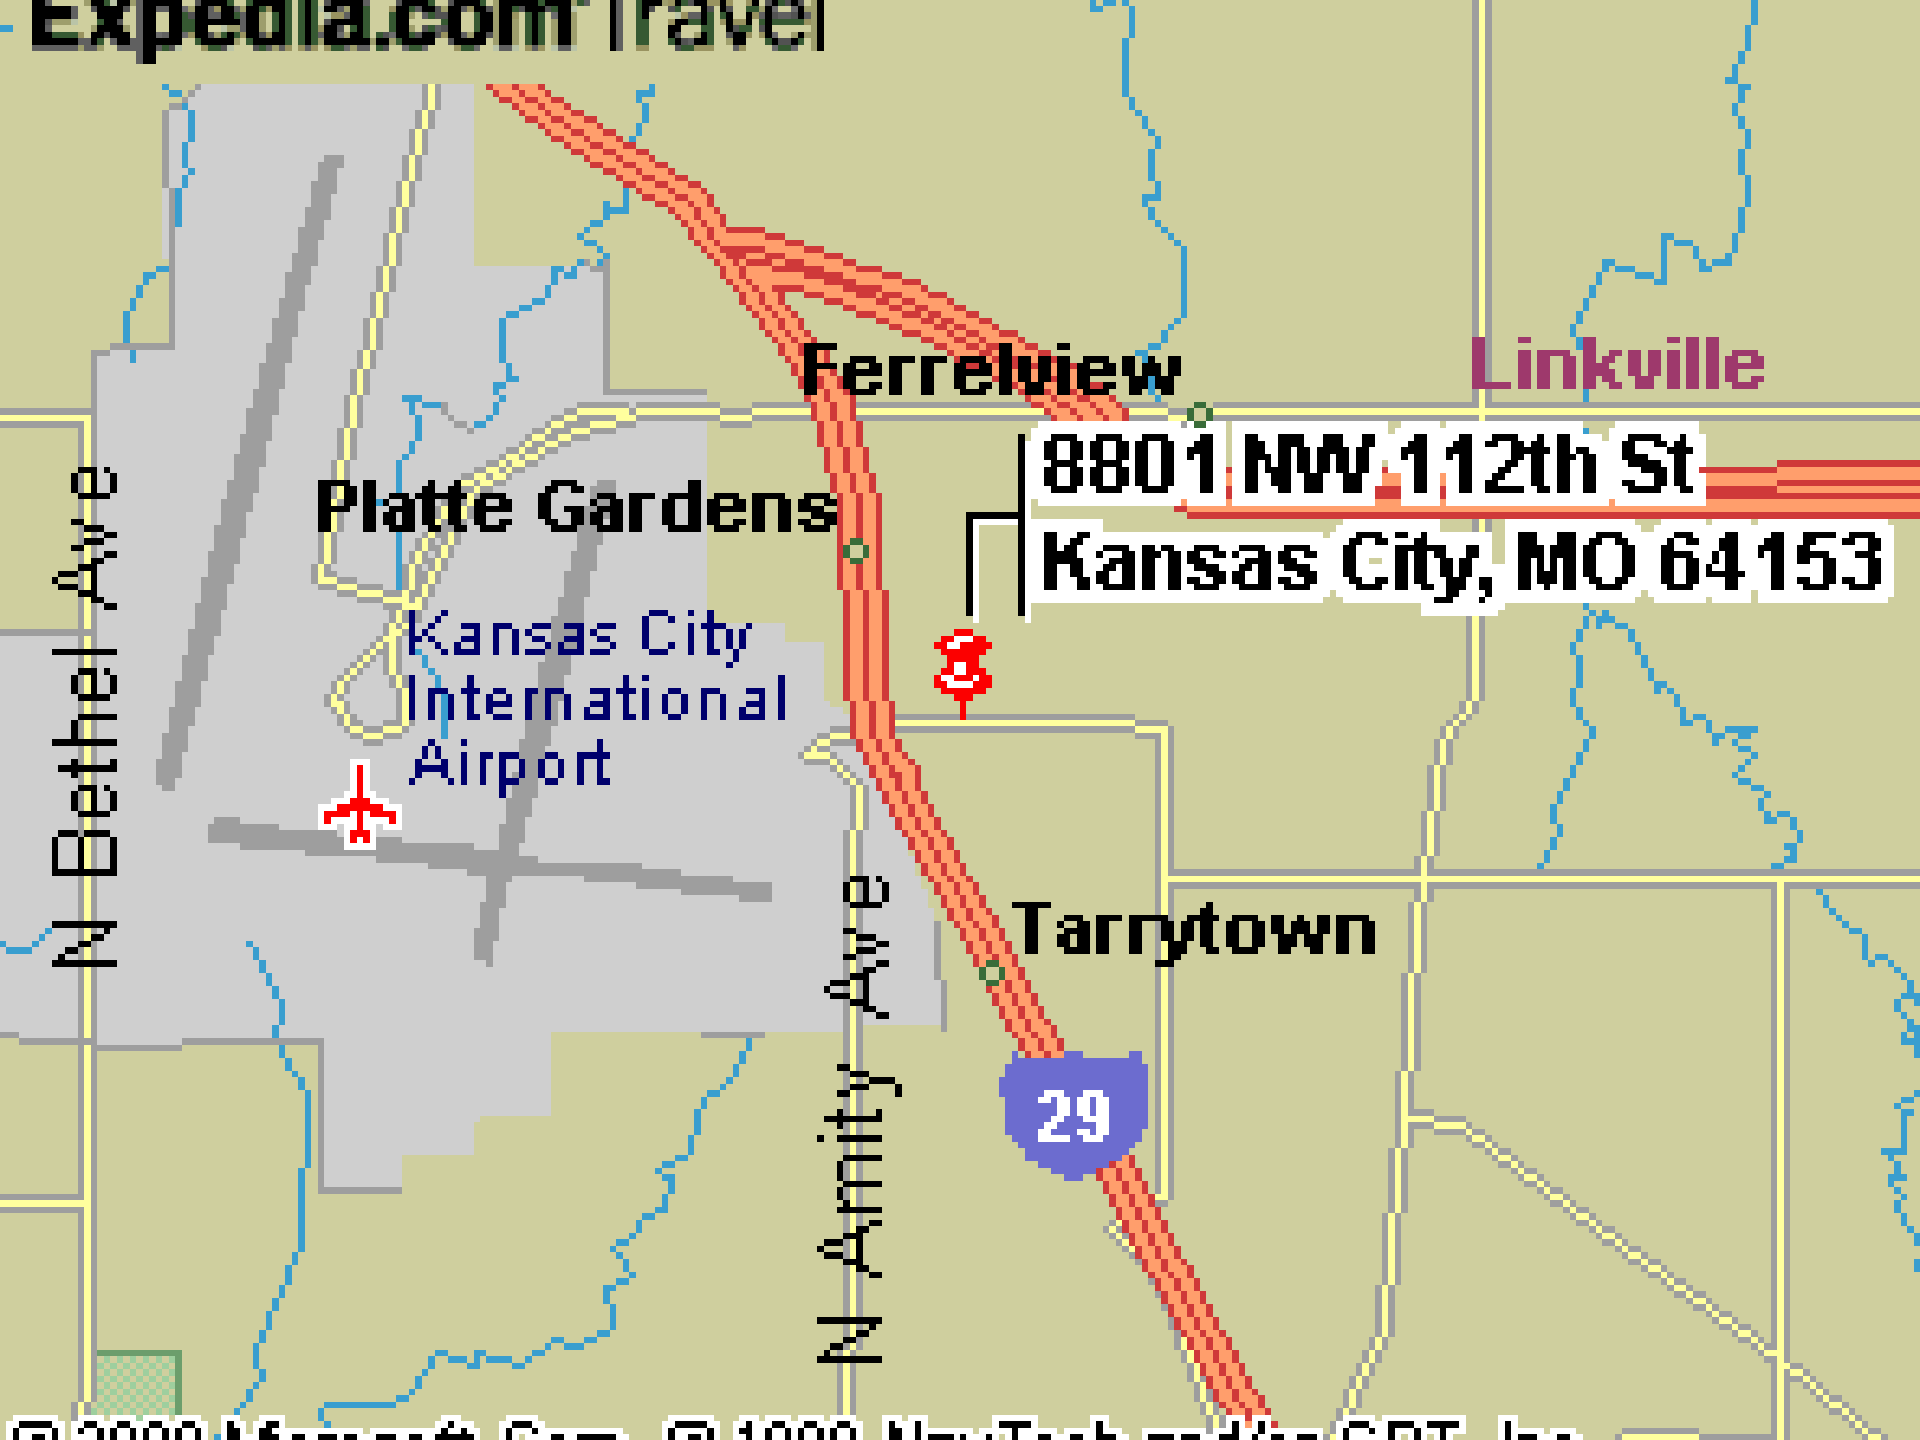 Expedia.com Travel
Ferrelview
Linkville
8801 NW 112th St
Kansas City, MO 64153
Platte Gardens
Kansas City
International
Airport
N Bethel Ave
Tarrytown
29
N Amity Ave